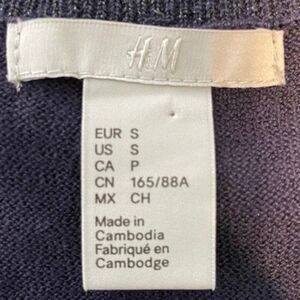 H&M
EUR S
US S
CA P
CN 165/88A
MX CH
Made in
Cambodia
Fabriqué en
Cambodge